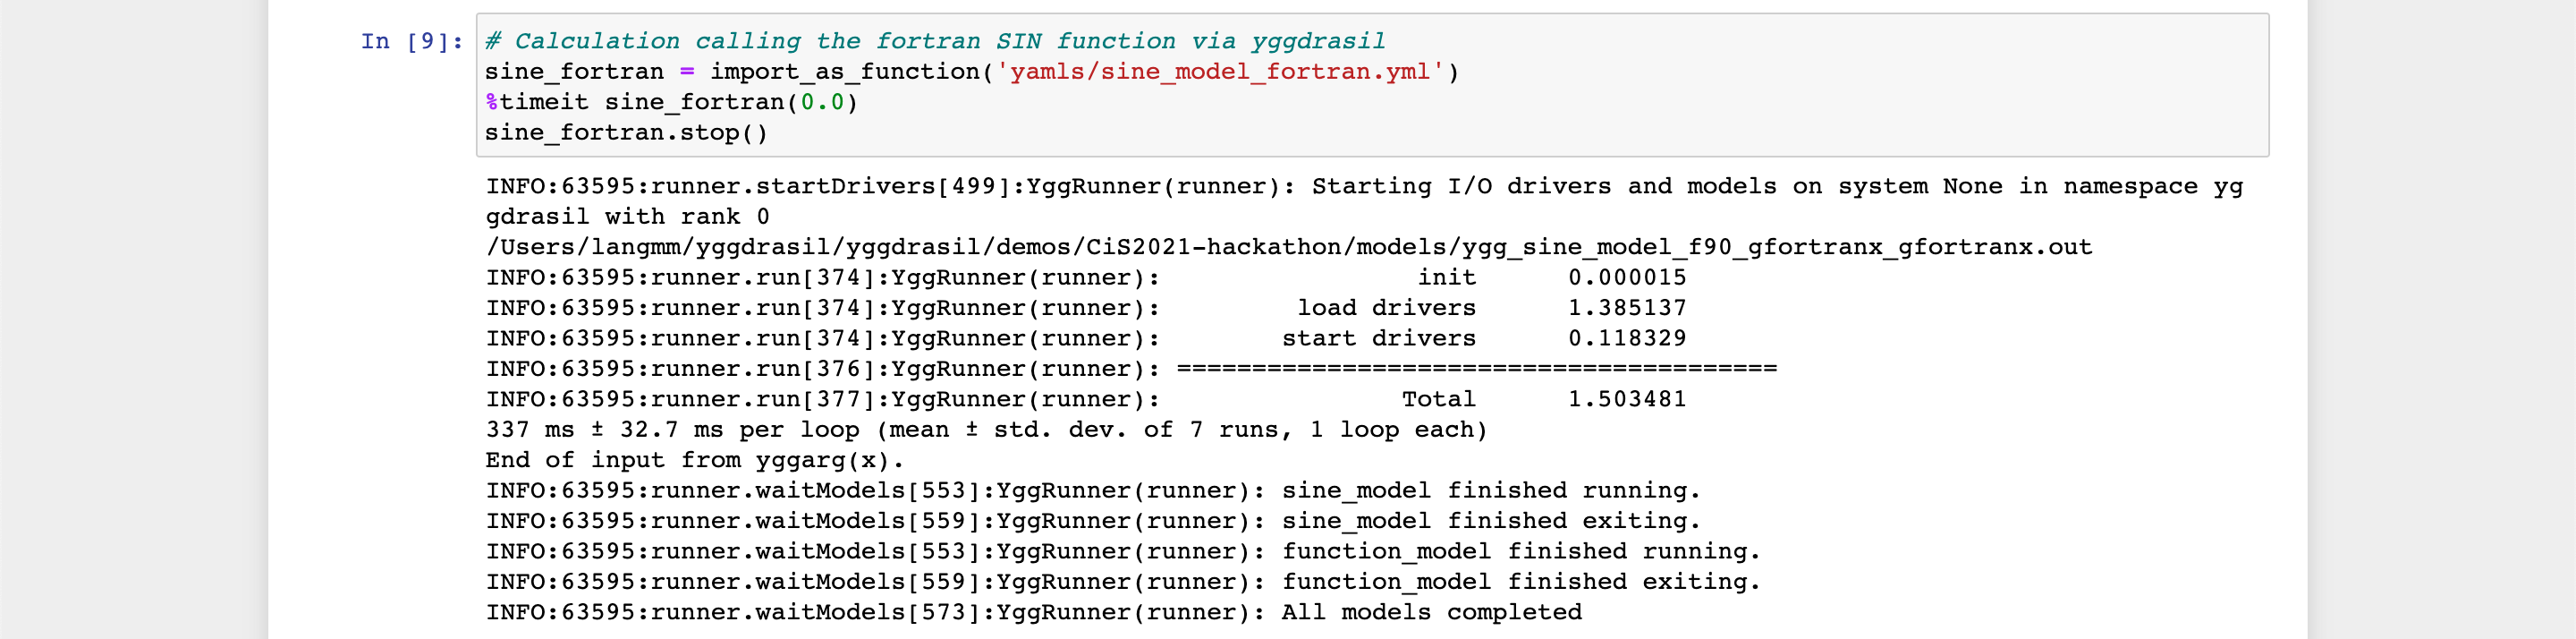 In [9]: # Calculation calling the fortran SIN function via yggdrasil
sine_fortran = import_as_function('yamls/sine_model_fortran.yml')
%timeit sine_fortran(0.0)
sine_fortran.stop()
INFO:63595:runner.startDrivers[499]:YggRunner(runner): Starting I/O drivers and models on system None in namespace yg
gdrasil with rank 0
/Users/langmm/yggdrasil/yggdrasil/demos/CiS2021-hackathon/models/ygg_sine_model_f90_gfortranx_gfortranx.out
INFO:63595:runner.run[374]:YggRunner(runner):                 init      0.000015
INFO:63595:runner.run[374]:YggRunner(runner):         load drivers      1.385137
INFO:63595:runner.run[374]:YggRunner(runner):        start drivers      0.118329
INFO:63595:runner.run[376]:YggRunner(runner): ========================================
INFO:63595:runner.run[377]:YggRunner(runner):                Total      1.503481
337 ms ± 32.7 ms per loop (mean ± std. dev. of 7 runs, 1 loop each)
End of input from yggarg(x).
INFO:63595:runner.waitModels[553]:YggRunner(runner): sine_model finished running.
INFO:63595:runner.waitModels[559]:YggRunner(runner): sine_model finished exiting.
INFO:63595:runner.waitModels[553]:YggRunner(runner): function_model finished running.
INFO:63595:runner.waitModels[559]:YggRunner(runner): function_model finished exiting.
INFO:63595:runner.waitModels[573]:YggRunner(runner): All models completed